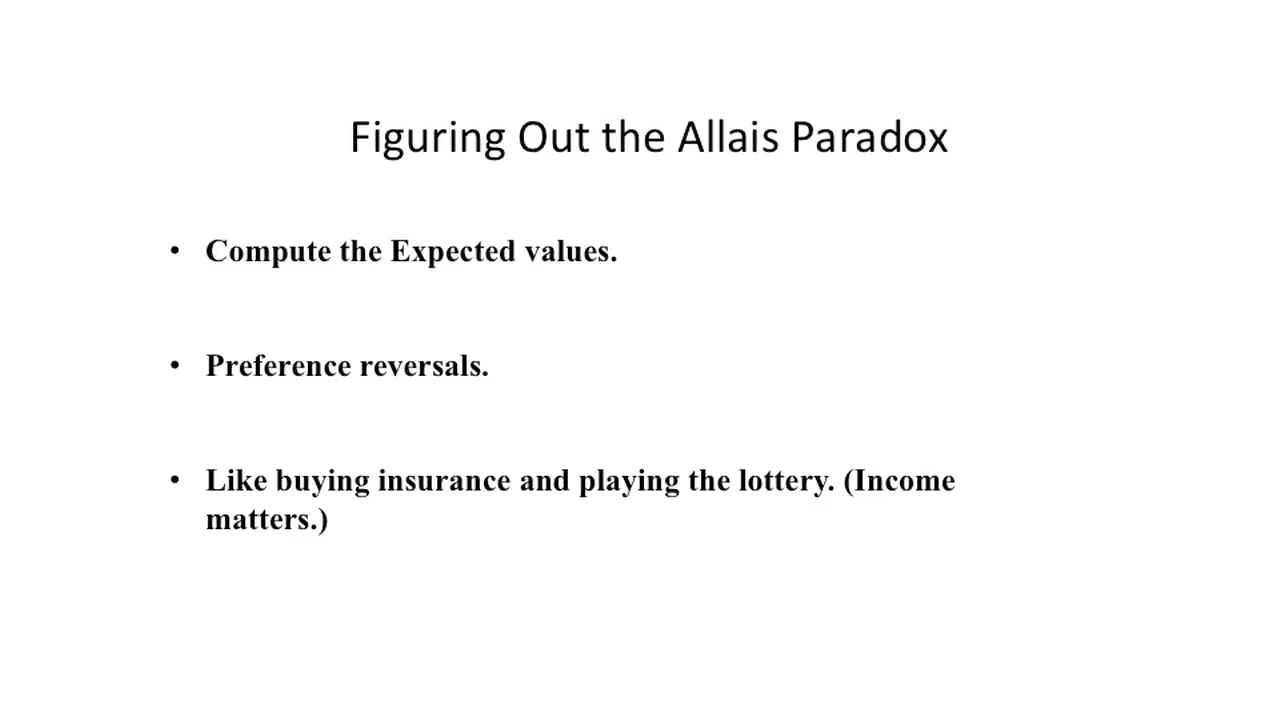 Figuring Out the Allais Paradox
• Compute the Expected values.
• Preference reversals.
• Like buying insurance and playing the lottery. (Income
matters.)